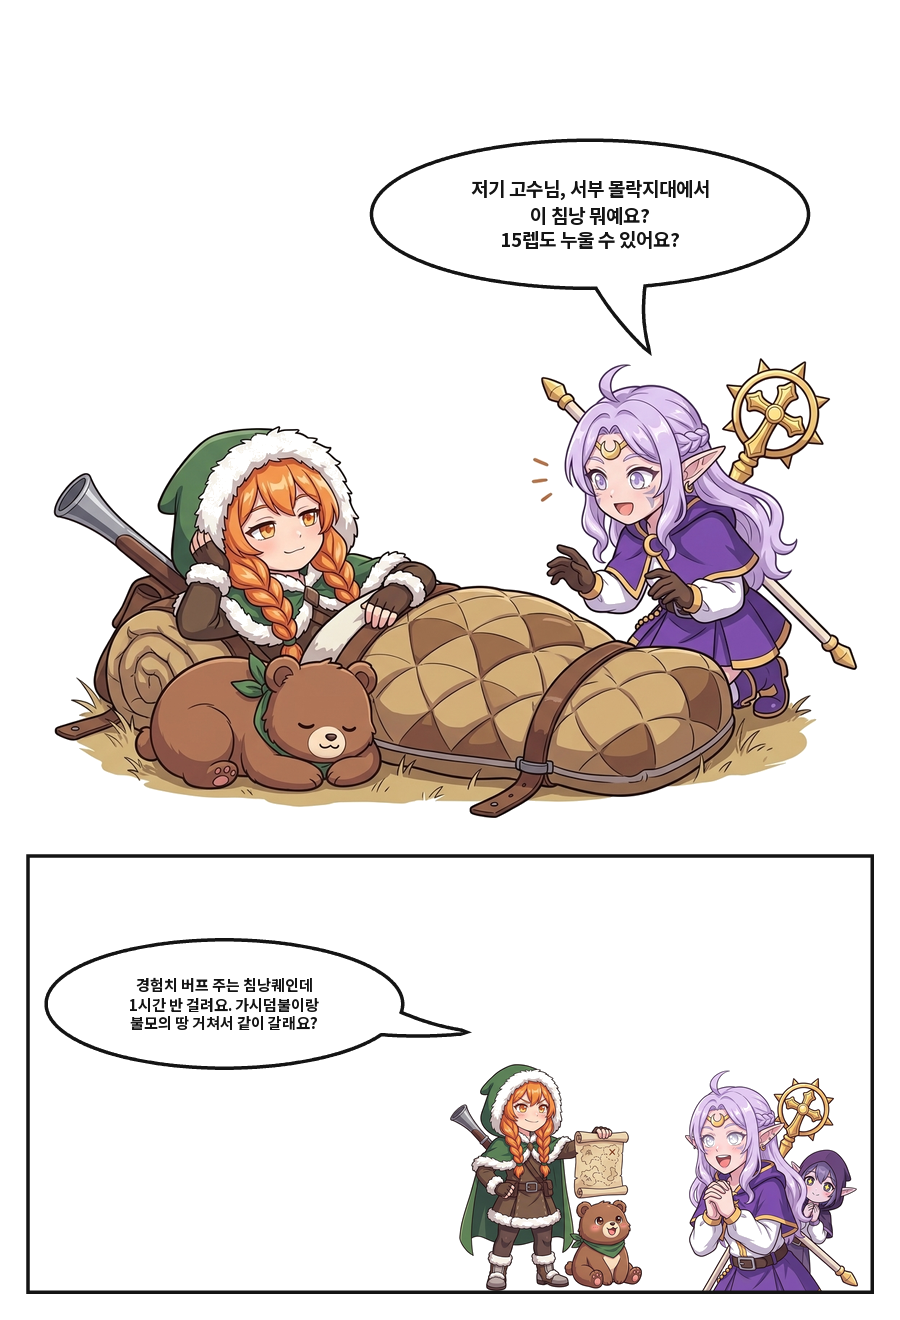 저기 고수님, 서부 몰락지대에서
이 침낭 뭐예요?
15렙도 누울 수 있어요?
경험치 버프 주는 침낭퀘인데
1시간 반 걸려요. 가시덤불이랑
불모의 땅 거쳐서 같이 갈래요?